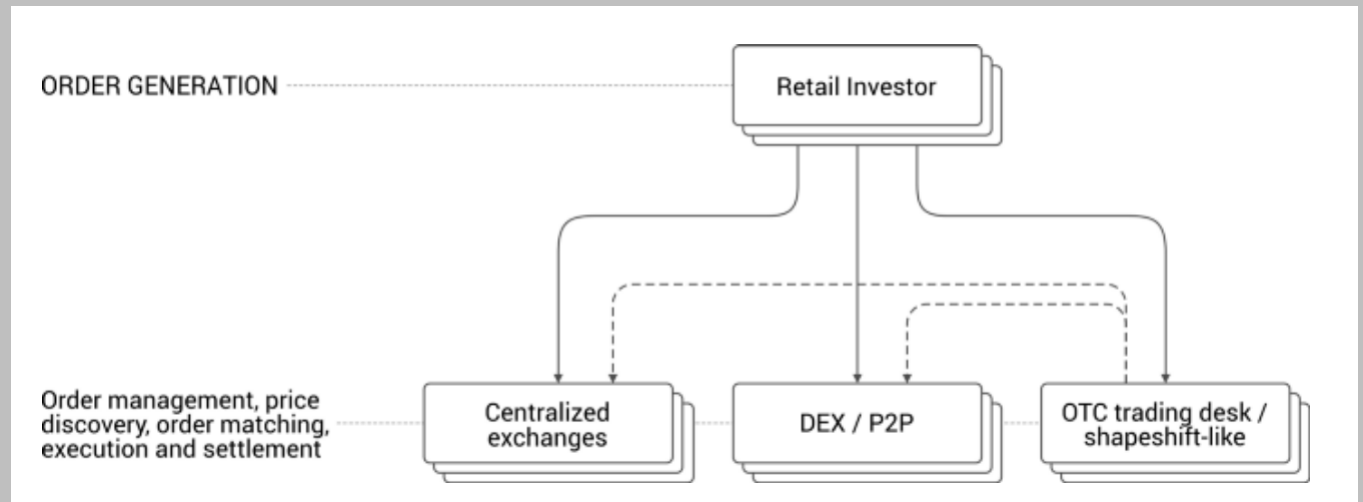 ORDER GENERATION
Retail Investor
Order management, price
discovery, order matching,
execution and settlement
Centralized
exchanges
DEX / P2P
OTC trading desk /
shapeshift-like